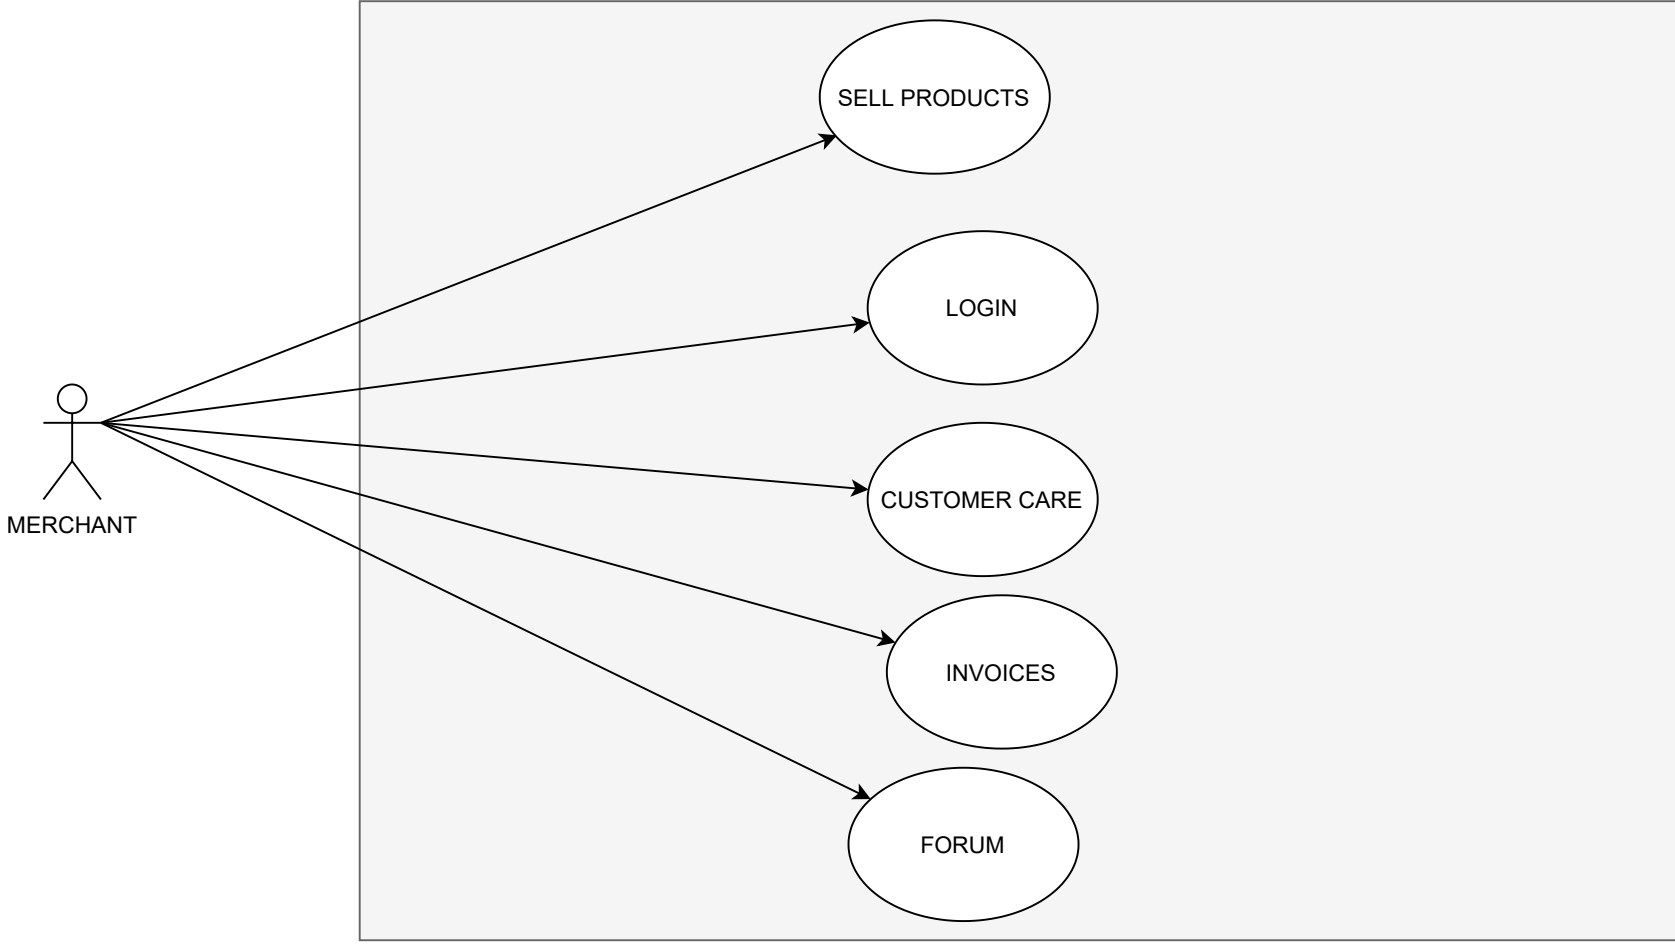 SELL PRODUCTS
LOGIN
MERCHANT
CUSTOMER CARE
INVOICES
FORUM